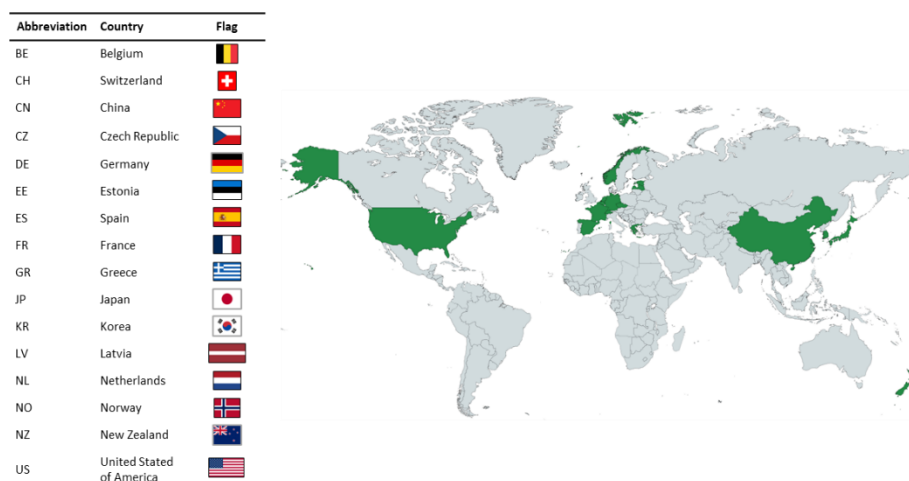 Abbreviation Country Flag
BE Belgium
CH Switzerland
CN China
CZ Czech Republic
DE Germany
EE Estonia
ES Spain
FR France
GR Greece
JP Japan
KR Korea
LV Latvia
NL Netherlands
NO Norway
NZ New Zealand
US United Stated
of America